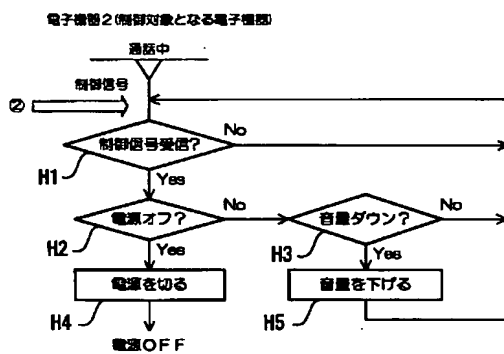 電子機器2(制御対象となる電子機器)
通話中
制御信号
②
制御信号受信?
No
H1
Yes
電源オフ?
No
音量ダウン?
No
H2
Yes
H3
Yes
電源を切る
音量を下げる
H4
H5
電源OFF